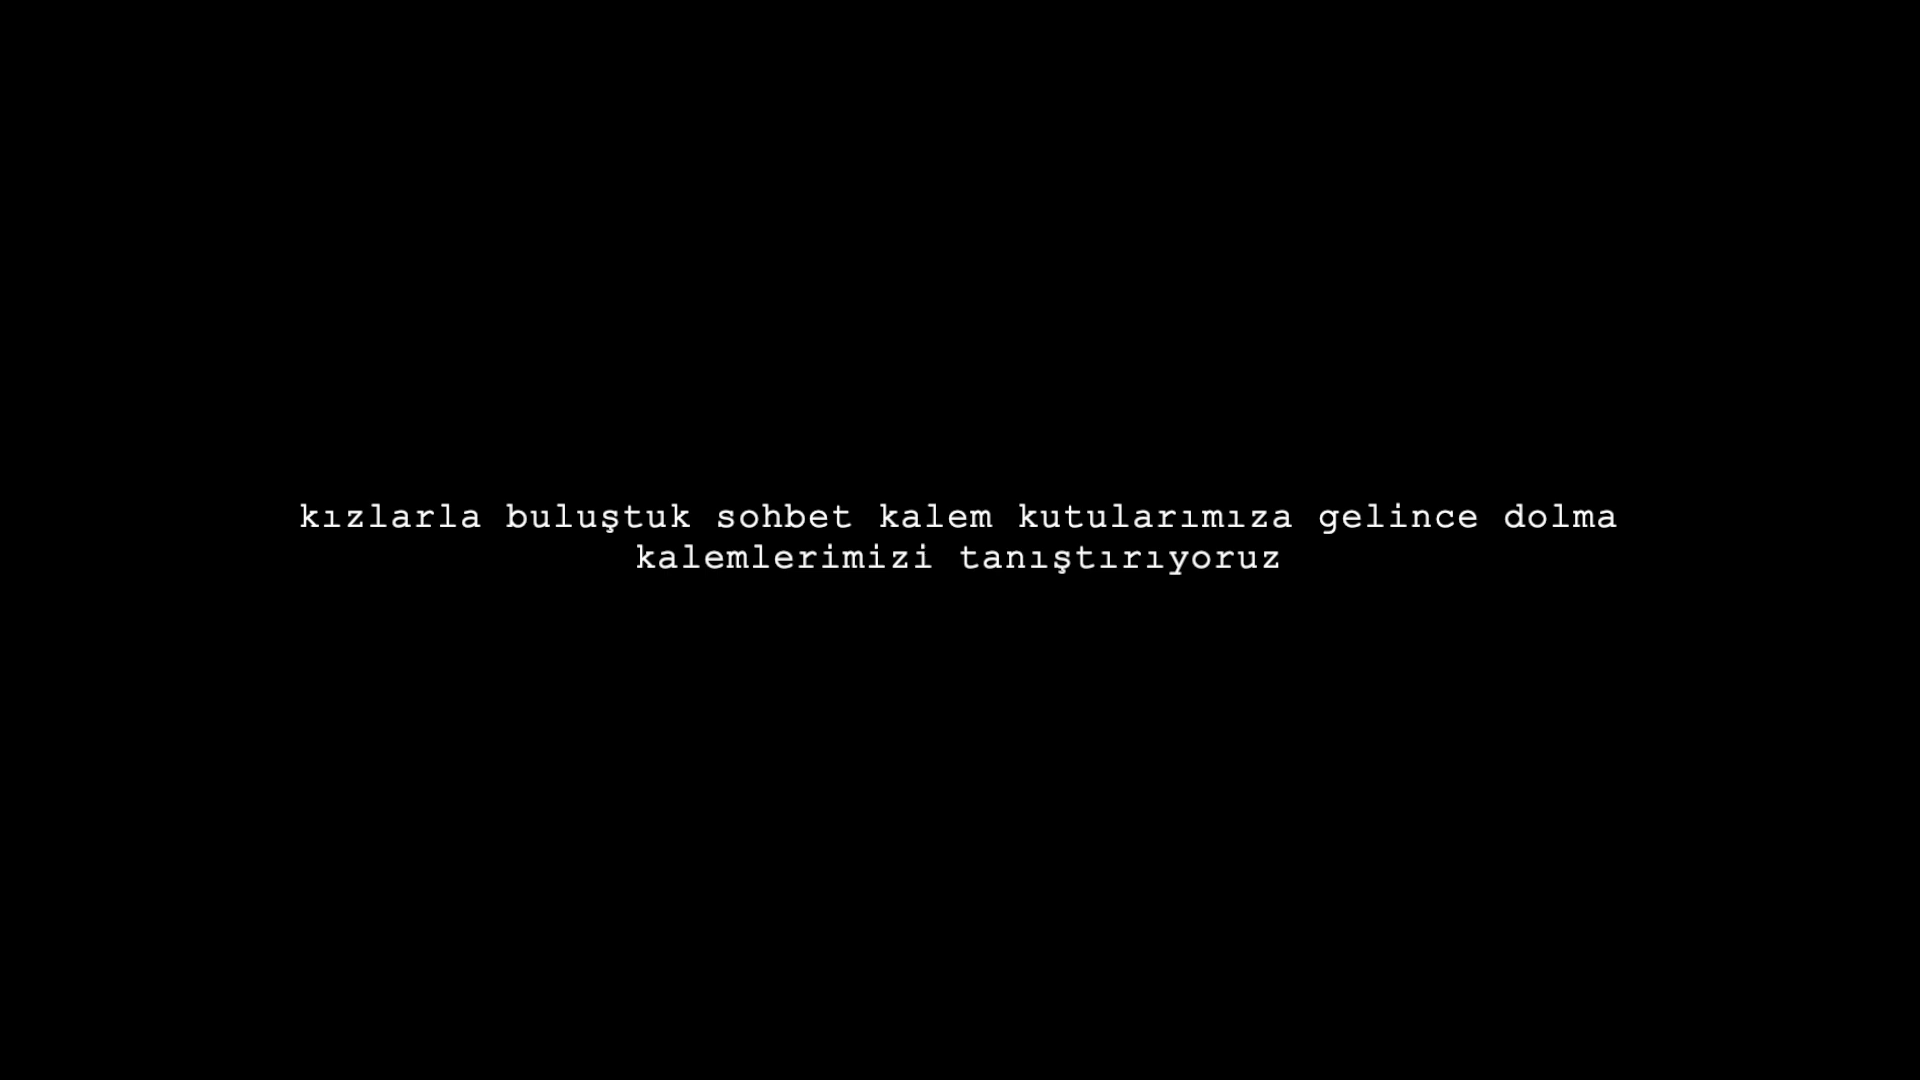 kızlarla buluştuk sohbet kalem kutularımıza gelince dolma
kalemlerimizi tanıştırıyoruz